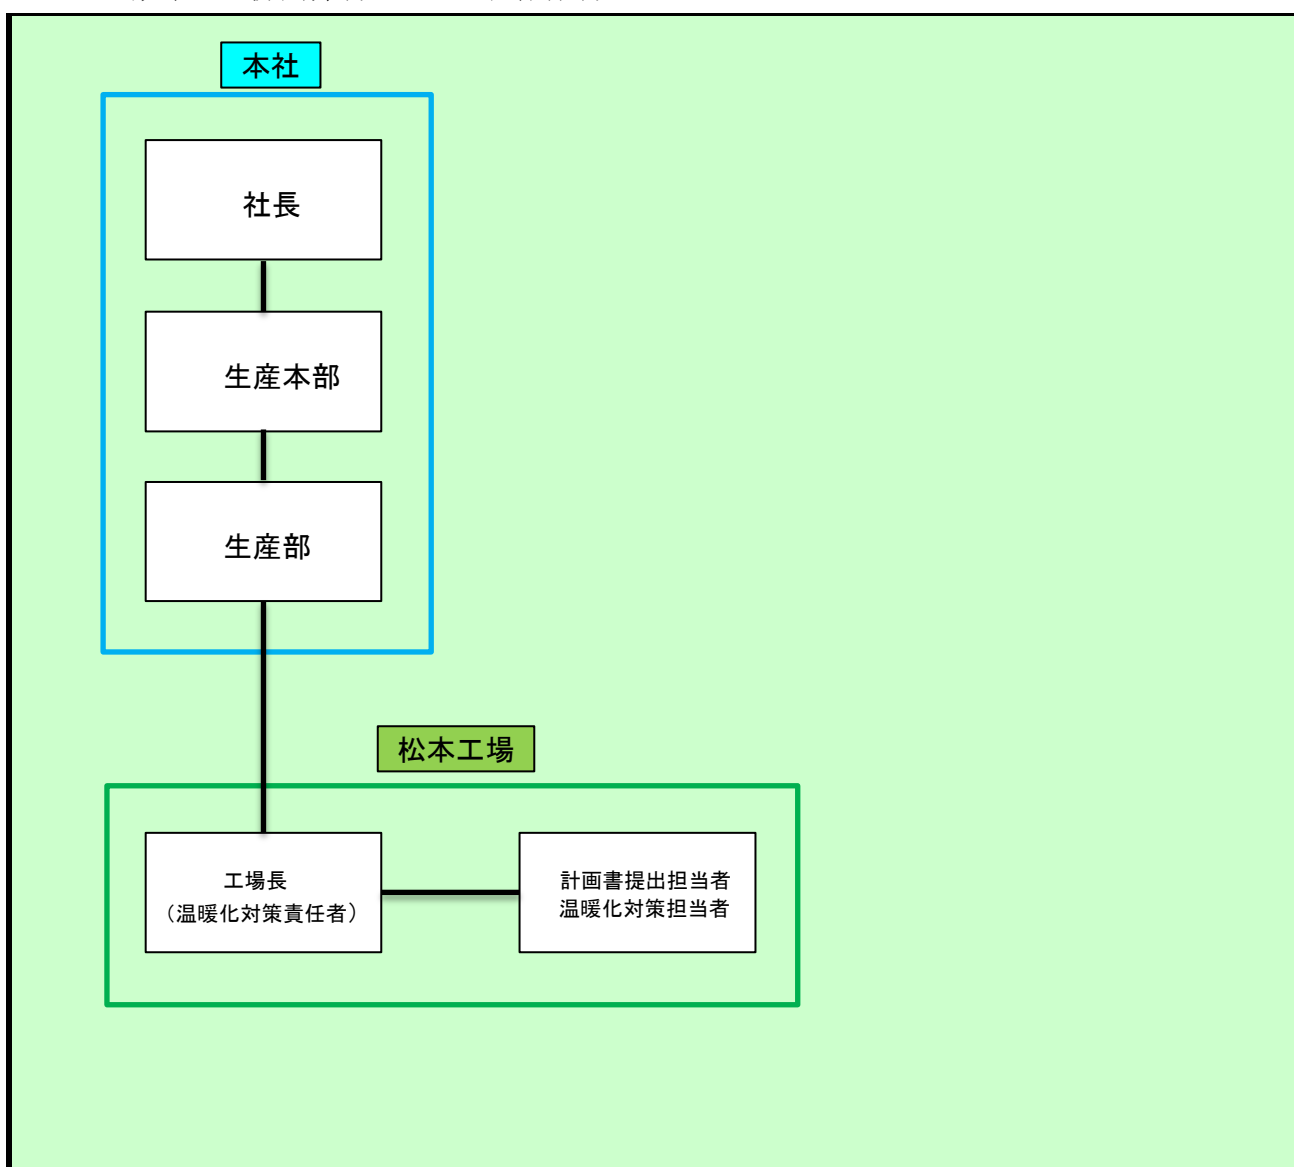 本社
社長
生産本部
生産部
松本工場
工場長
（温暖化対策責任者）
計画書提出担当者
温暖化対策担当者